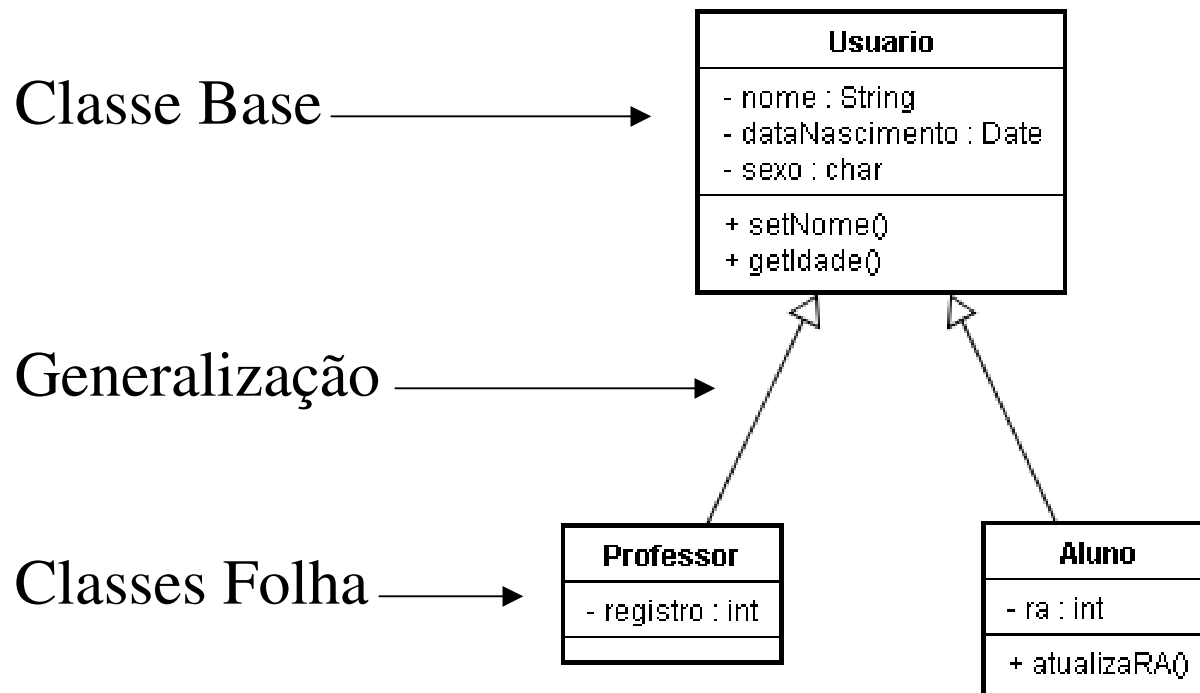 Usuario
Classe Base
- nome : String
- dataNascimento : Date
- sexo : char
+ setNome()
+ getIdade()
Generalização
Classes Folha
Professor
- registro : int
Aluno
- ra : int
+ atualizaRA()